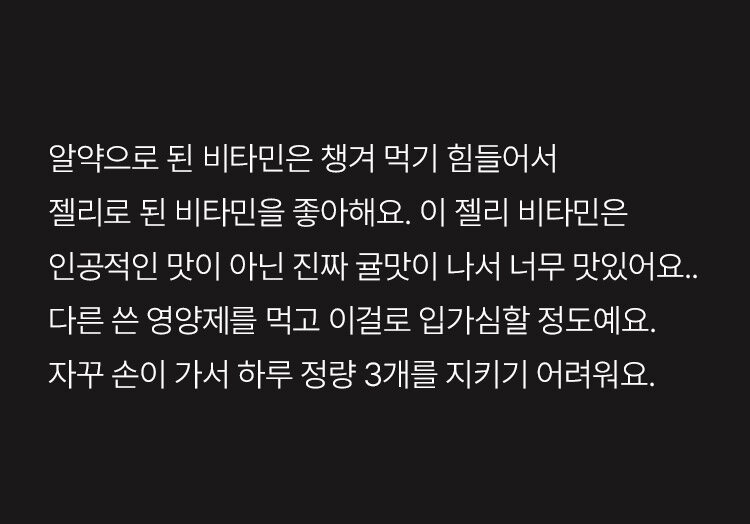 알약으로 된 비타민은 챙겨 먹기 힘들어서
젤리로 된 비타민을 좋아해요. 이 젤리 비타민은
인공적인 맛이 아닌 진짜 귤맛이 나서 너무 맛있어요..
다른 쓴 영양제를 먹고 이걸로 입가심할 정도예요.
자꾸 손이 가서 하루 정량 3개를 지키기 어려워요.